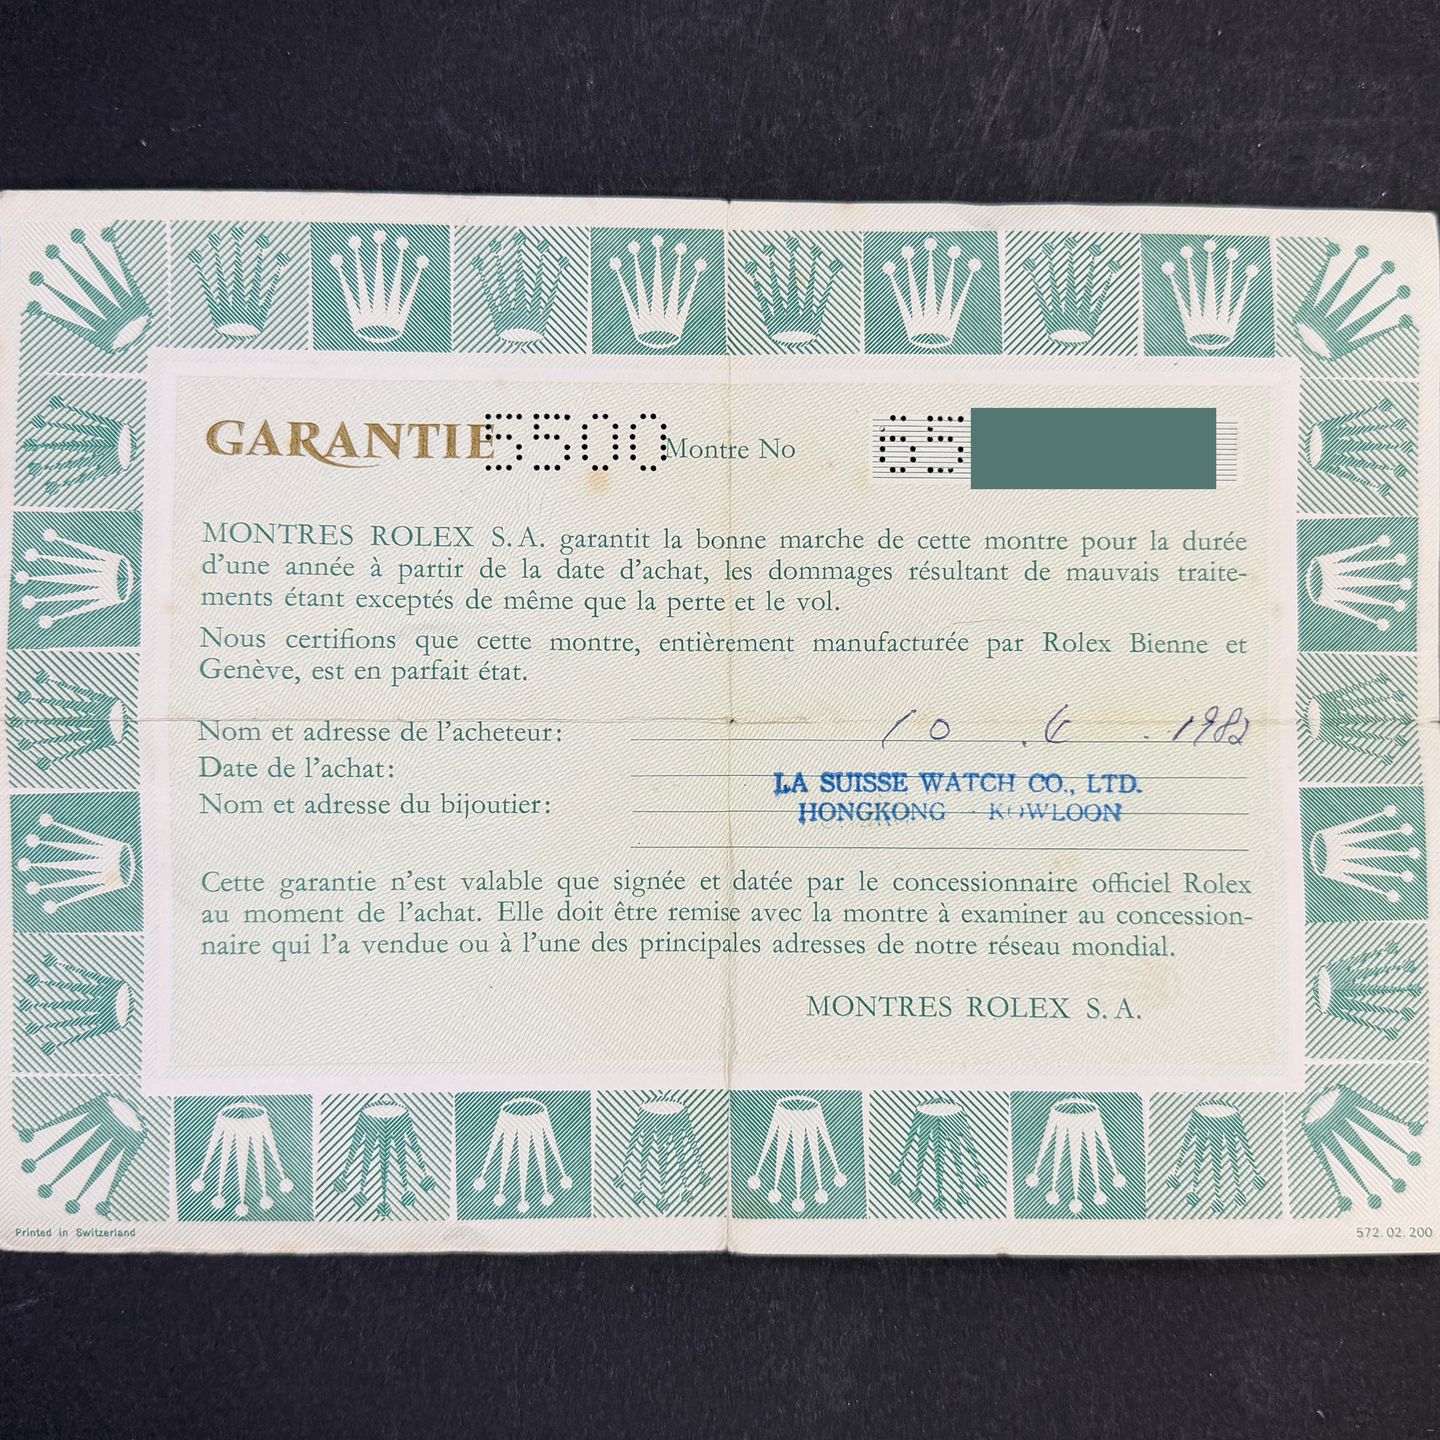 GARANTIE 5500 Montre No 65
MONTRES ROLEX S.A. garantit la bonne marche de cette montre pour la durée
d'une année à partir de la date d'achat, les dommages résultant de mauvais traite-
ments étant exceptés de même que la perte et le vol.
Nous certifions que cette montre, entièrement manufacturée par Rolex Bienne et
Genève, est en parfait état.
Nom et adresse de l'acheteur: 10 . 6 . 1982
Date de l'achat:
LA SUISSE WATCH CO., LTD.
Nom et adresse du bijoutier:
HONGKONG - KOWLOON
Cette garantie n'est valable que signée et datée par le concessionnaire officiel Rolex
au moment de l'achat. Elle doit être remise avec la montre à examiner au concession-
naire qui l'a vendue ou à l'une des principales adresses de notre réseau mondial.
MONTRES ROLEX S.A.
Printed in Switzerland
572.02.200